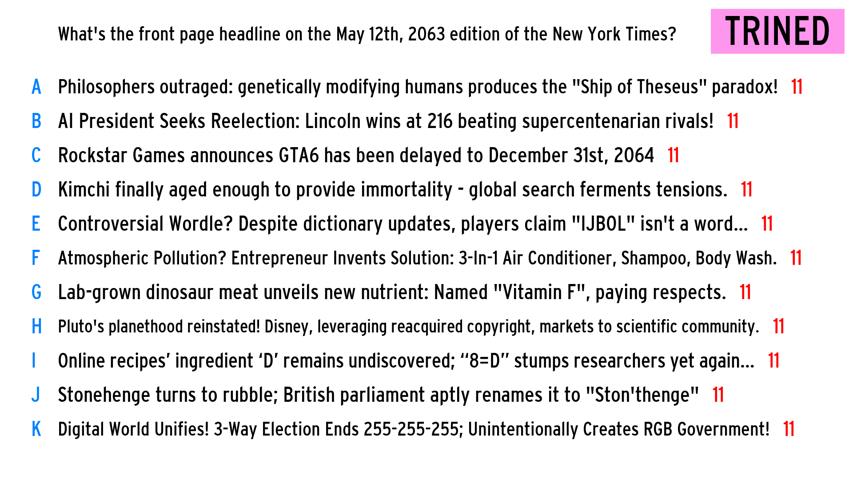 What's the front page headline on the May 12th, 2063 edition of the New York Times?
TRINED
A Philosophers outraged: genetically modifying humans produces the "Ship of Theseus" paradox! 11
B AI President Seeks Reelection: Lincoln wins at 216 beating supercentenarian rivals! 11
C Rockstar Games announces GTA6 has been delayed to December 31st, 2064 11
D Kimchi finally aged enough to provide immortality - global search ferments tensions. 11
E Controversial Wordle? Despite dictionary updates, players claim "IJBOL" isn't a word... 11
F Atmospheric Pollution? Entrepreneur Invents Solution: 3-In-1 Air Conditioner, Shampoo, Body Wash. 11
G Lab-grown dinosaur meat unveils new nutrient: Named "Vitamin F", paying respects. 11
H Pluto's planethood reinstated! Disney, leveraging reacquired copyright, markets to scientific community. 11
I Online recipes’ ingredient ‘D’ remains undiscovered; “8=D” stumps researchers yet again... 11
J Stonehenge turns to rubble; British parliament aptly renames it to "Ston'thenge" 11
K Digital World Unifies! 3-Way Election Ends 255-255-255; Unintentionally Creates RGB Government! 11